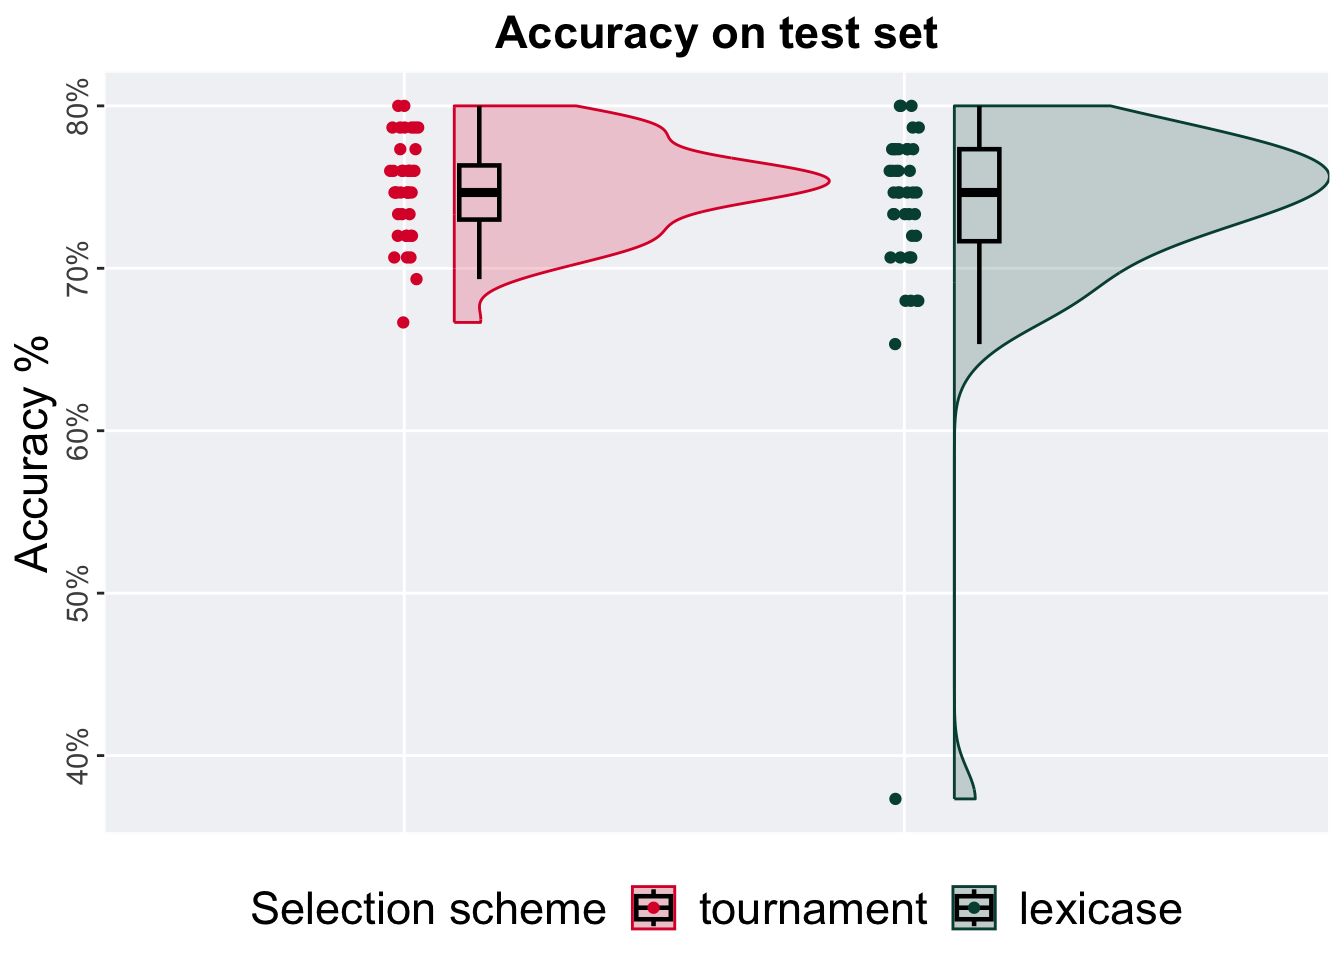 Accuracy on test set
Accuracy %
80%
70%
60%
50%
40%
Selection scheme tournament lexicase